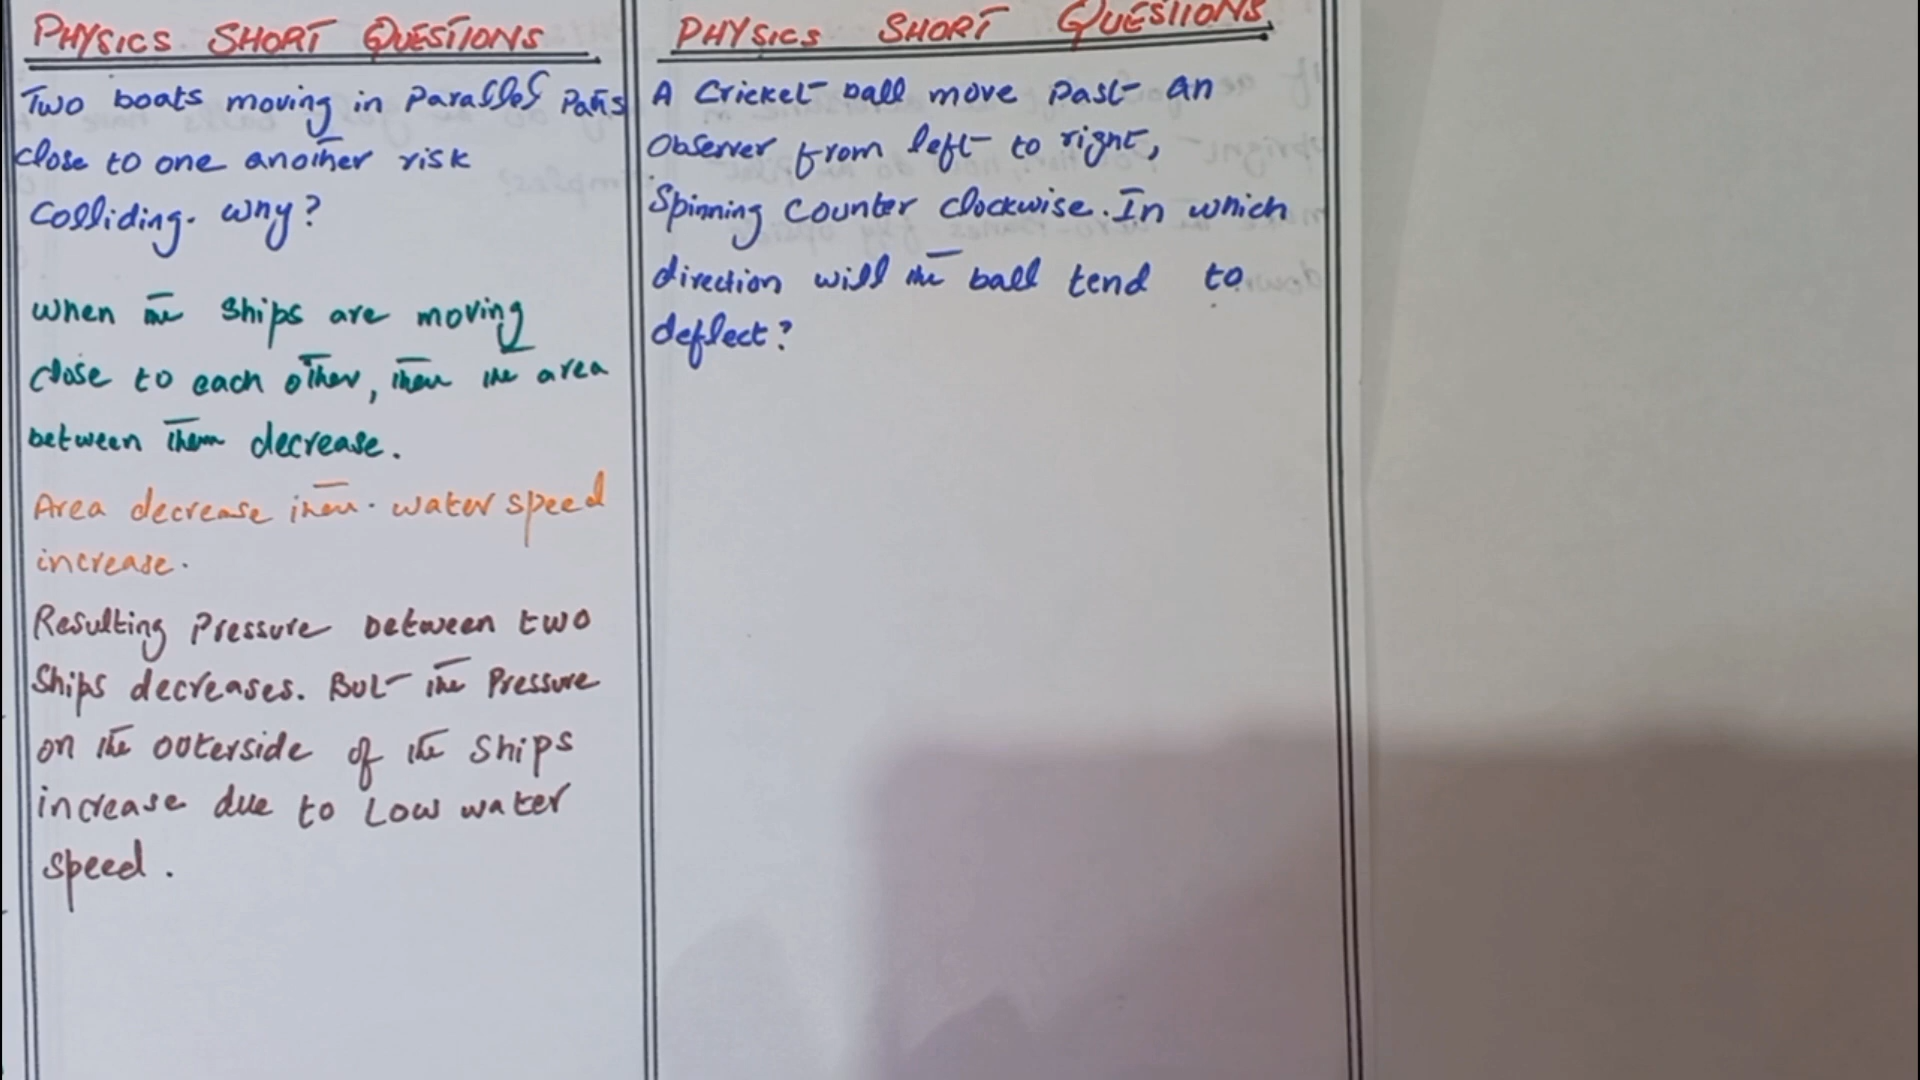 PHYSICS SHORT QUESTIONS
Two boats moving in parallel paths
close to one another risk
colliding. why?
when the ships are moving
close to each other, then the area
between them decrease.
Area decrease then. water speed
increase.
Resulting Pressure between two
Ships decreases. But the Pressure
on the outerside of the ships
increase due to Low water
speed.
PHYSICS SHORT QUESTIONS
A Cricket ball move past an
Observer from left to right,
Spinning counter clockwise. In which
direction will the ball tend to
deflect?